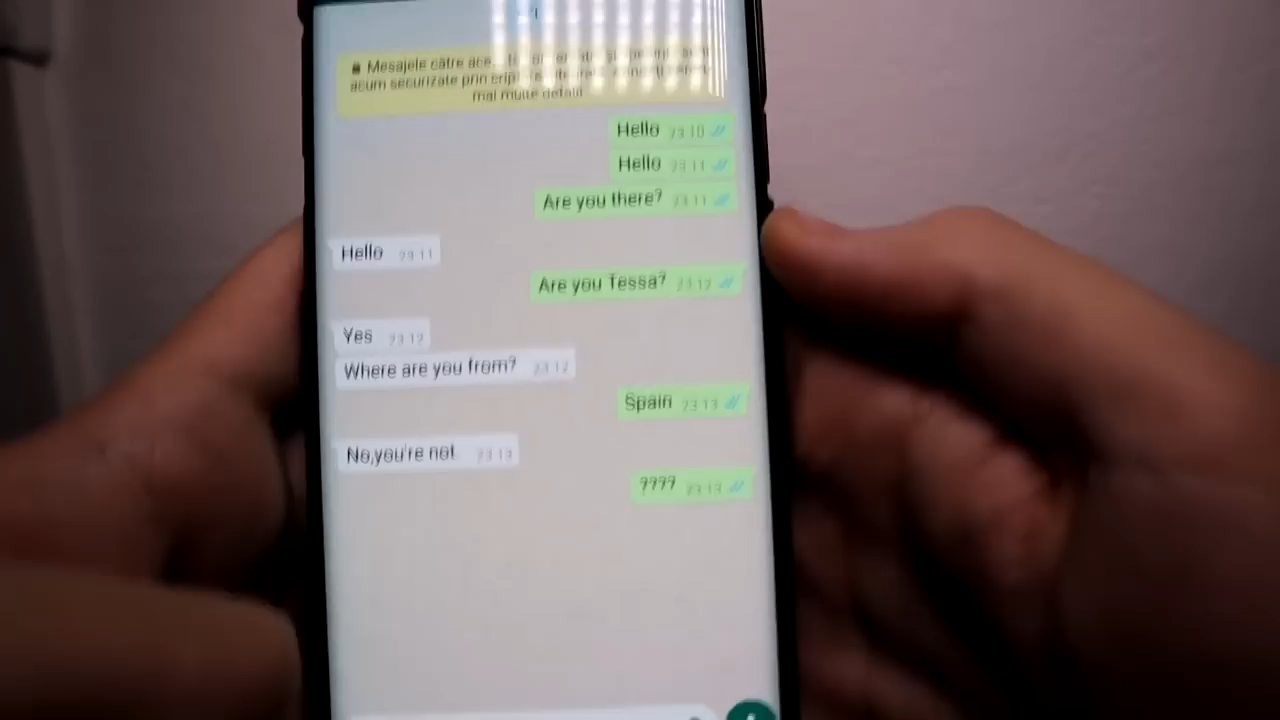 Mesajele către
acum securizate prin
mai multe detalii
Hello 23:10
Hello 23:11
Are you there? 23:11
Hello 23:11
Are you Tessa? 23:12
Yes 23:12
Where are you from? 23:12
Spain 23:13
No,you're not. 23:13
???? 23:13